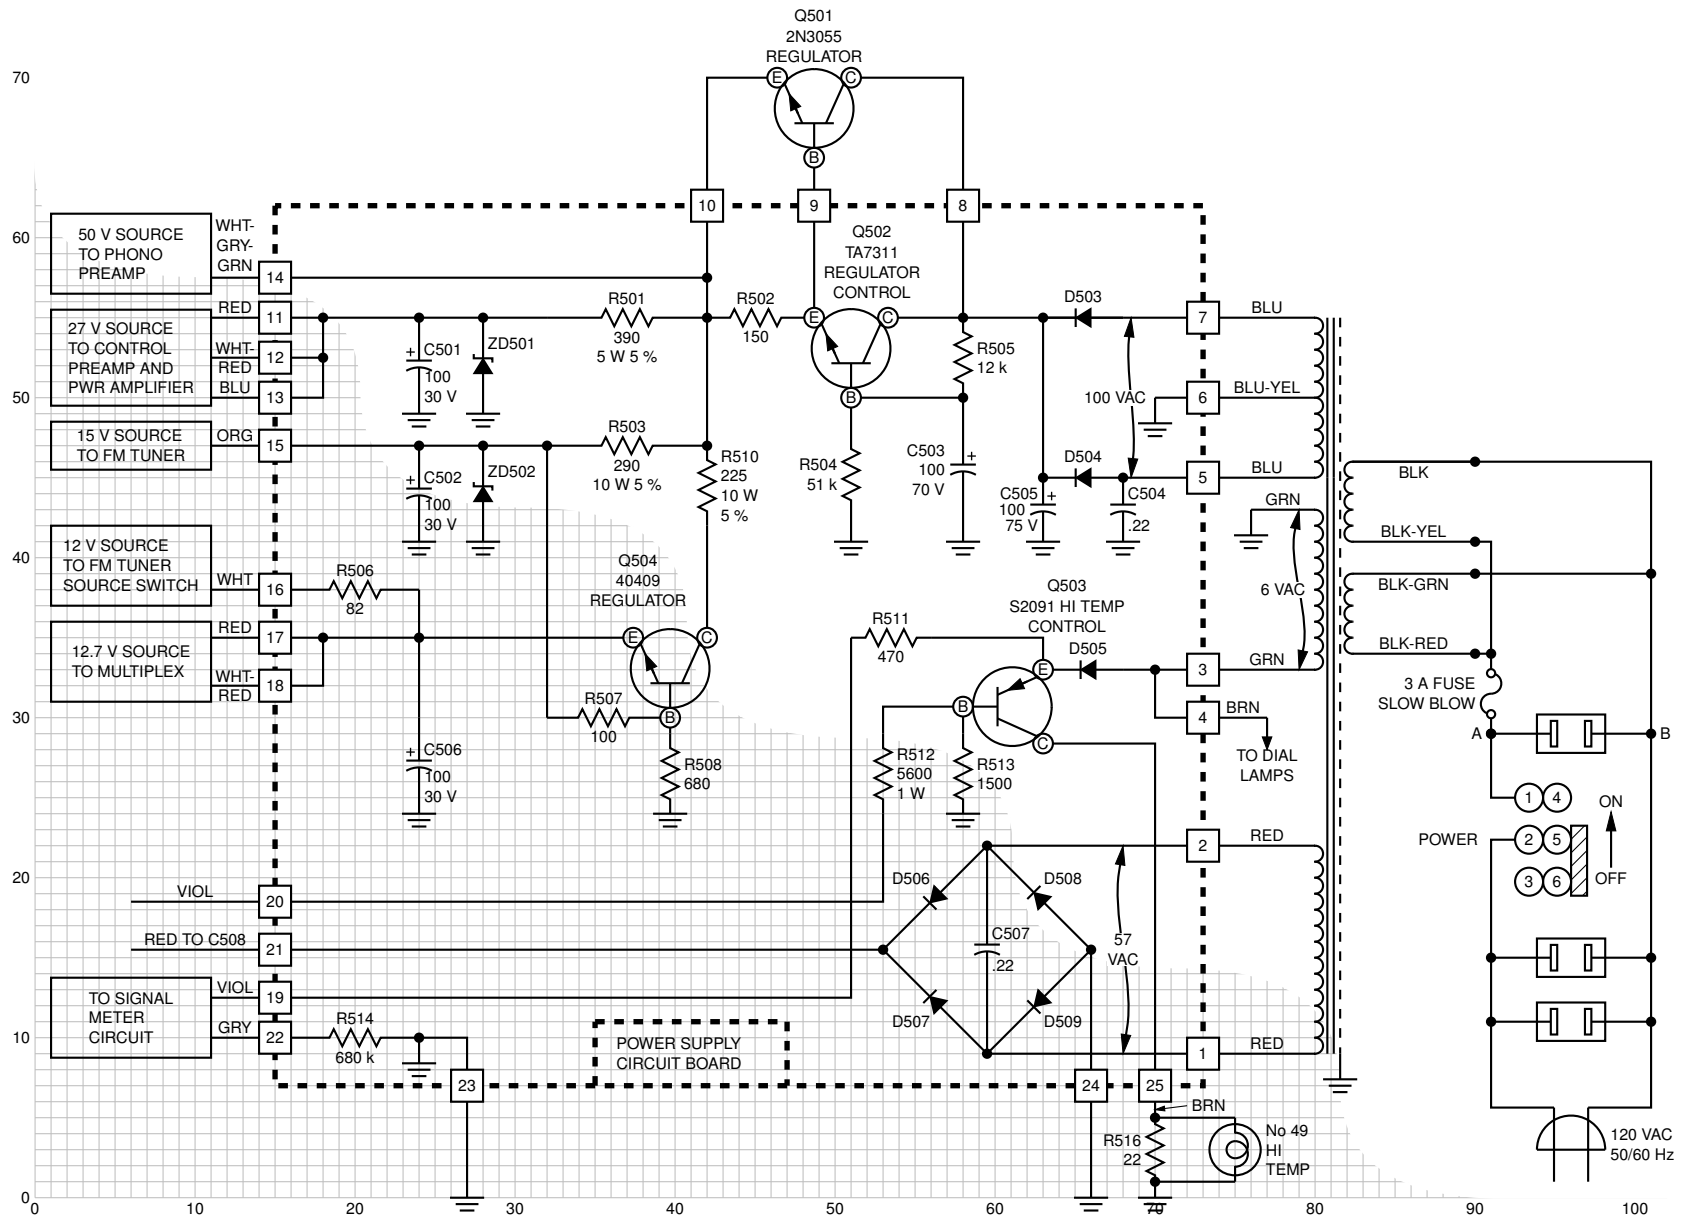 Q501
2N3055
REGULATOR
70
E
C
B
10
9
8
60
50 V SOURCE
TO PHONO
PREAMP
WHT-
GRY-
GRN
14
Q502
TA7311
REGULATOR
CONTROL
RED
11
27 V SOURCE
TO CONTROL
PREAMP AND
PWR AMPLIFIER
WHT-
RED
12
BLU
13
R501
390
5 W 5 %
R502
150
E
C
B
D503
7
BLU
+
C501
100
30 V
ZD501
R505
12 k
50
100 VAC
6
BLU-YEL
15 V SOURCE
TO FM TUNER
ORG
15
R503
290
10 W 5 %
R510
225
10 W
5 %
R504
51 k
C503
100
70 V
+
D504
5
BLU
+
C502
100
30 V
ZD502
C505
100
75 V
+
C504
.22
BLK
GRN
BLK-YEL
40
12 V SOURCE
TO FM TUNER
SOURCE SWITCH
WHT
16
R506
82
Q504
40409
REGULATOR
6 VAC
BLK-GRN
Q503
S2091 HI TEMP
CONTROL
12.7 V SOURCE
TO MULTIPLEX
RED
17
WHT-
RED
18
E
C
B
R511
470
D505
E
B
C
3
GRN
BLK-RED
3 A FUSE
SLOW BLOW
30
R507
100
4
BRN
TO DIAL
LAMPS
A
B
+
C506
100
30 V
R508
680
R512
5600
1 W
R513
1500
1
4
ON
POWER
2
5
3
6
OFF
2
RED
20
VIOL
20
D506
D508
RED TO C508
21
C507
.22
57
VAC
TO SIGNAL
METER
CIRCUIT
VIOL
19
GRY
22
R514
680 k
D507
D509
10
POWER SUPPLY
CIRCUIT BOARD
1
RED
23
24
25
BRN
R516
22
No 49
HI
TEMP
120 VAC
50/60 Hz
0
0
10
20
30
40
50
60
70
80
90
100